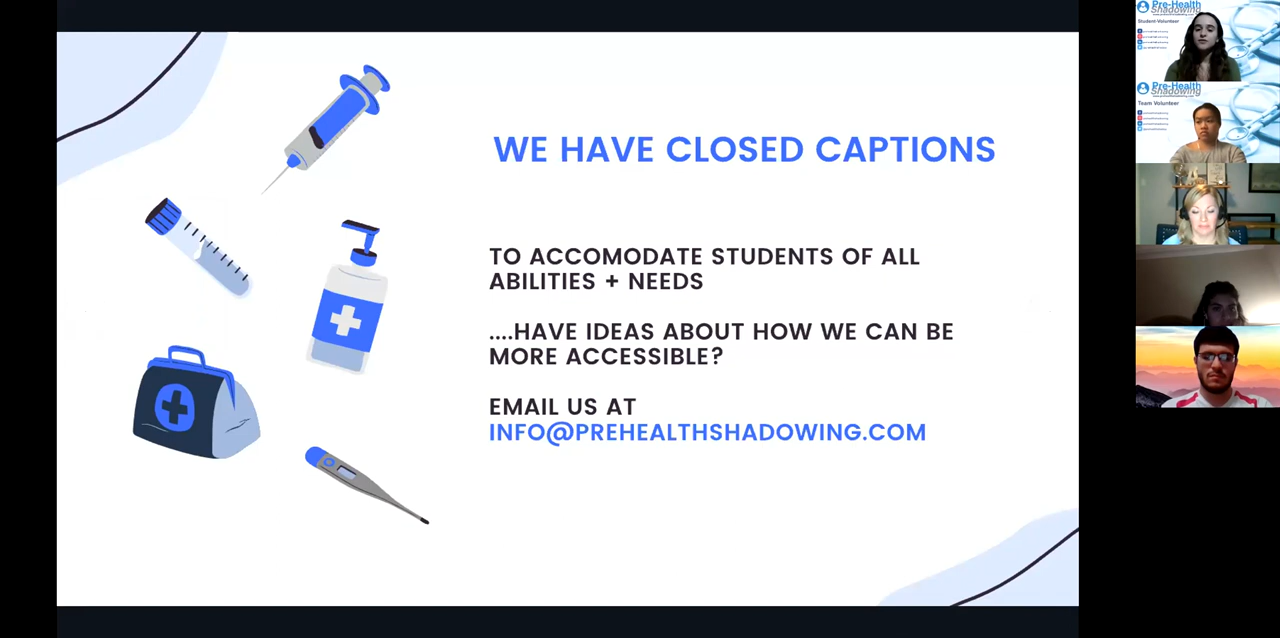 WE HAVE CLOSED CAPTIONS
TO ACCOMODATE STUDENTS OF ALL
ABILITIES + NEEDS
....HAVE IDEAS ABOUT HOW WE CAN BE
MORE ACCESSIBLE?
EMAIL US AT
INFO@PREHEALTHSHADOWING.COM
Pre-Health
Shadowing
Student-Volunteer
Pre-Health
Shadowing
Team Volunteer